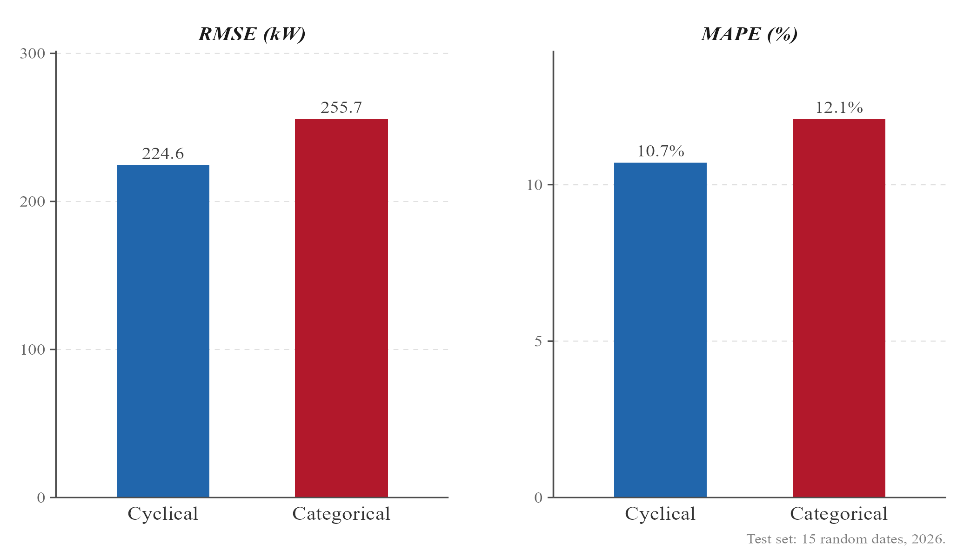 RMSE (kW)
300
200
100
0
224.6
255.7
Cyclical
Categorical
MAPE (%)
10
5
0
10.7%
12.1%
Cyclical
Categorical
Test set: 15 random dates, 2026.